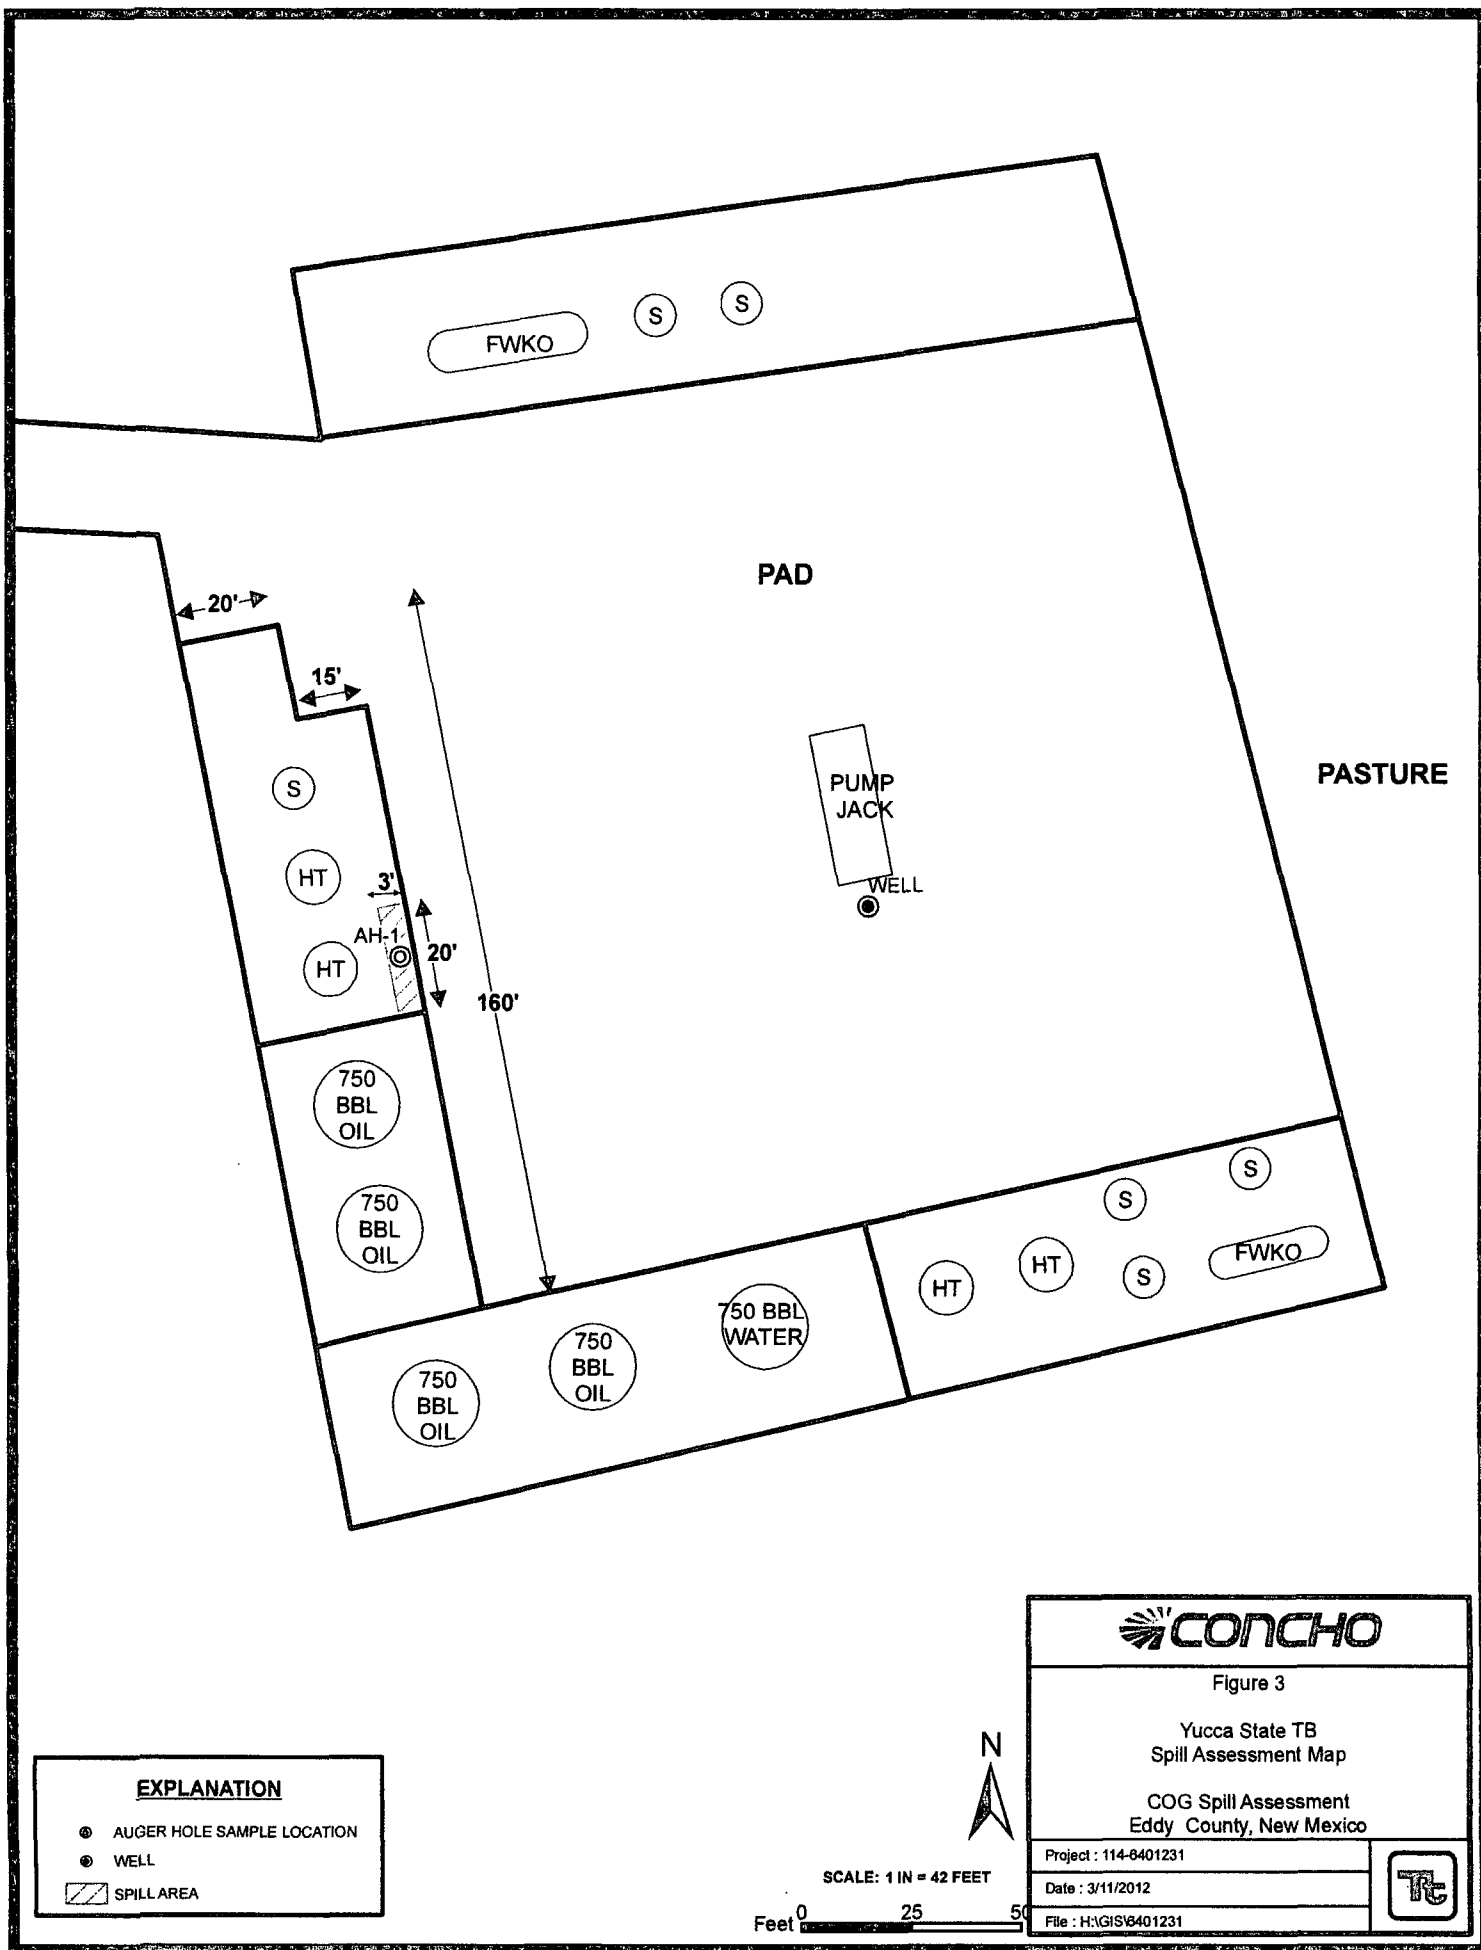 S
S
FWKO
PAD
20'
15'
PASTURE
PUMP
JACK
S
HT
3'
WELL
AH-1
20'
HT
160'
750
BBL
OIL
S
S
750
BBL
OIL
FWKO
HT
S
HT
750 BBL
WATER
750
BBL
OIL
750
BBL
OIL
CONCHO
Figure 3
Yucca State TB
Spill Assessment Map
COG Spill Assessment
Eddy County, New Mexico
Project : 114-6401231
Date : 3/11/2012
File : H:\GIS\6401231
N
SCALE: 1 IN = 42 FEET
Feet 0 25 50
EXPLANATION
AUGER HOLE SAMPLE LOCATION
WELL
SPILL AREA